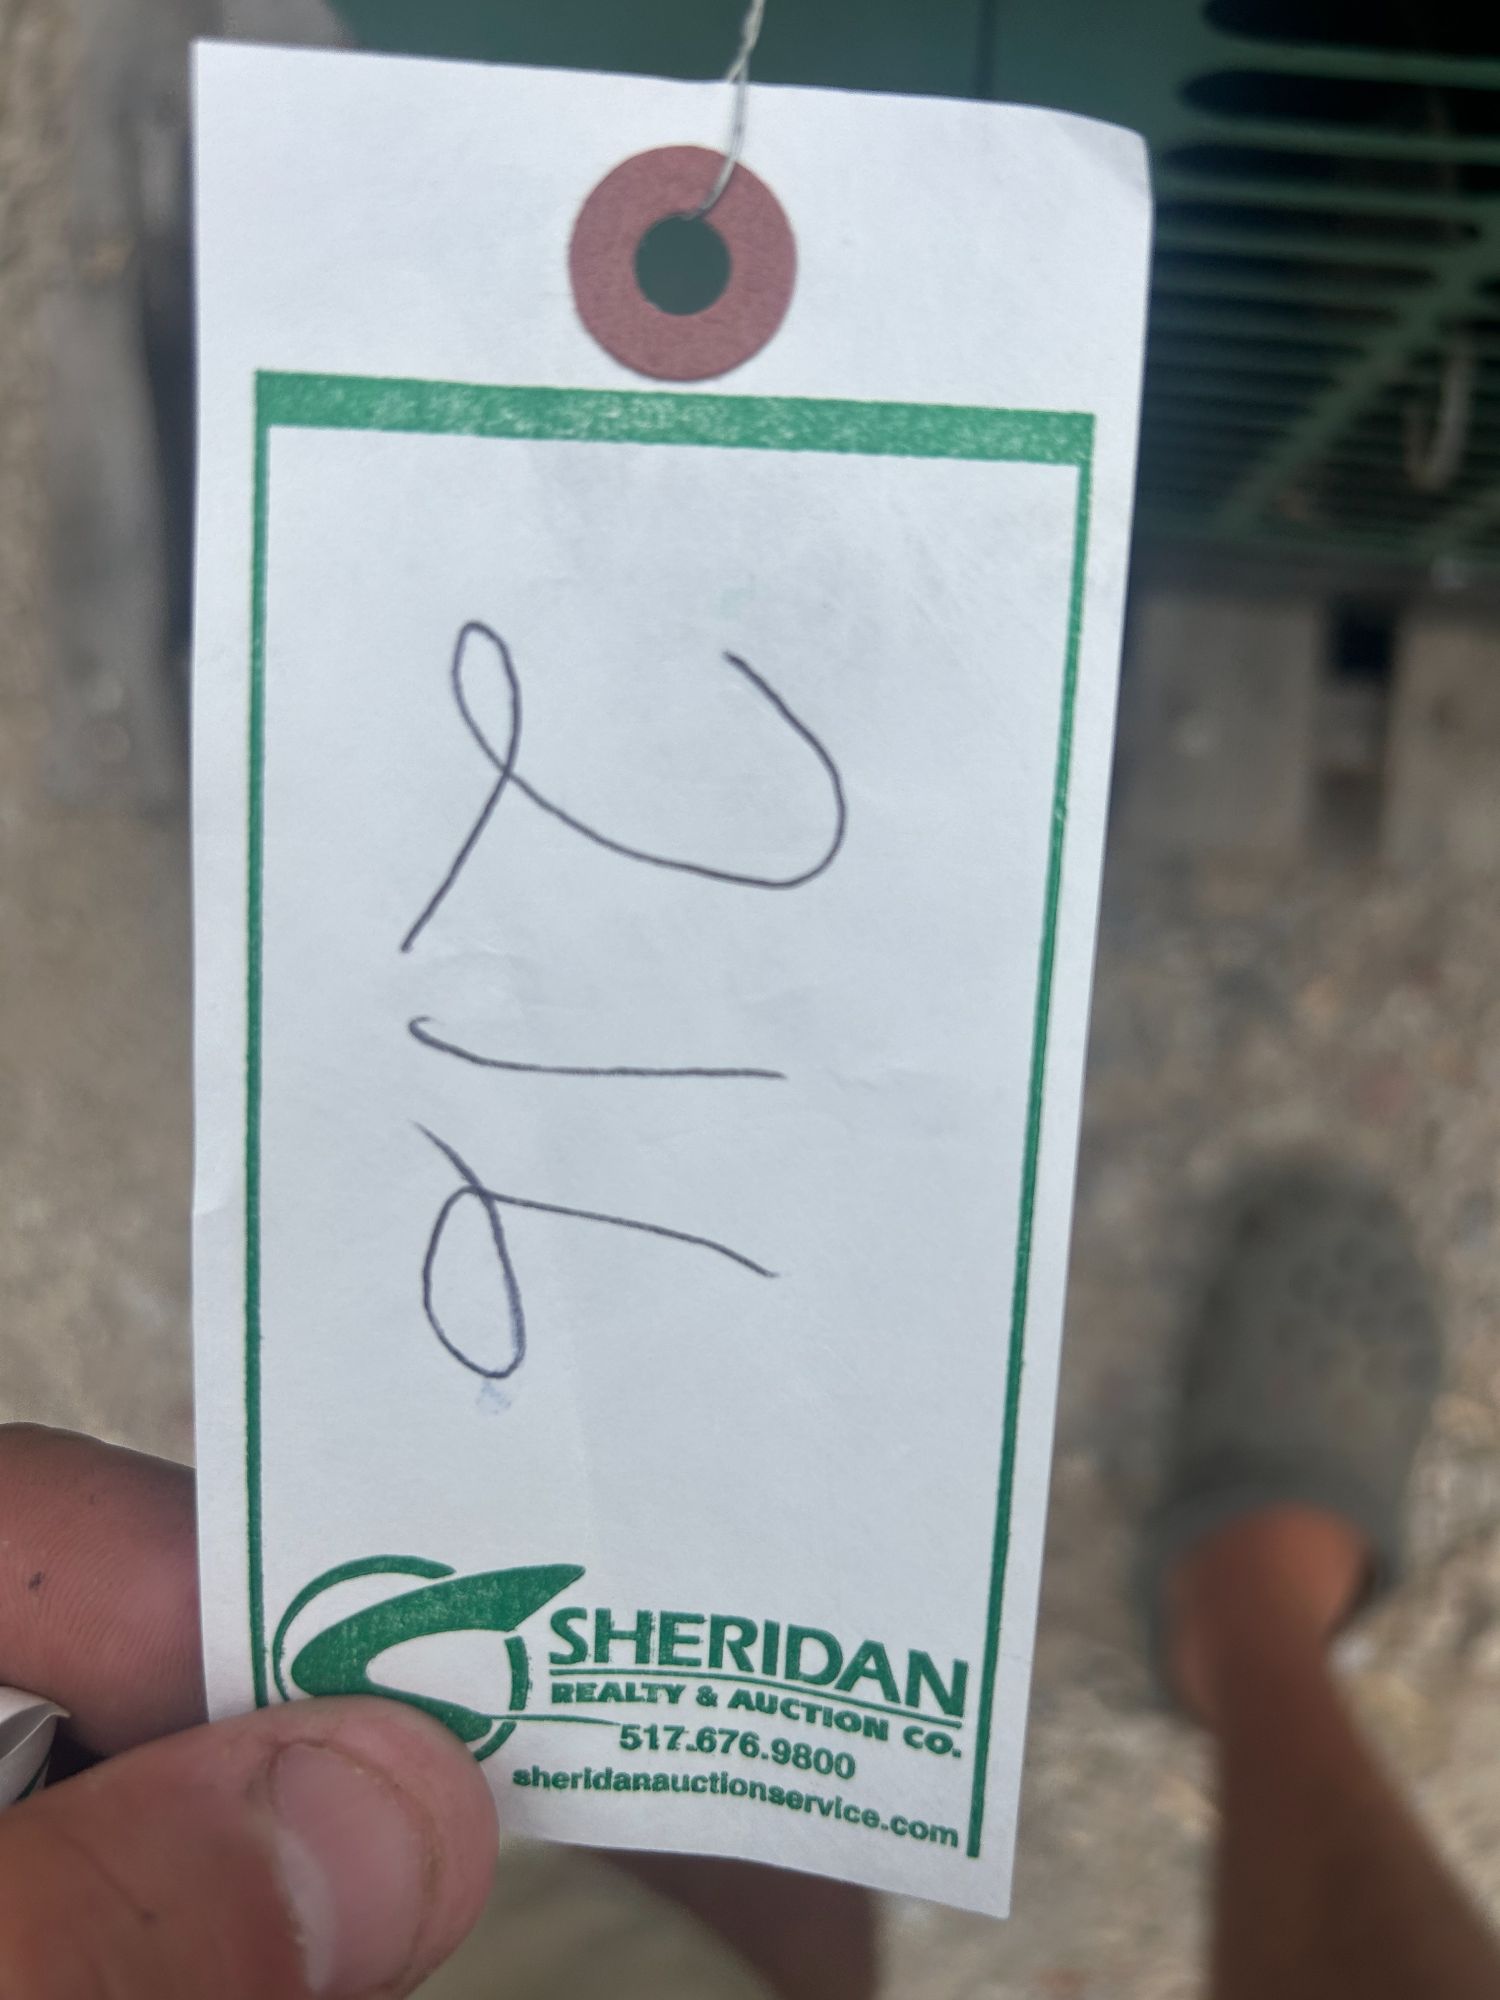 216
SHERIDAN
REALTY & AUCTION CO.
517.676.9800
sheridanauctionservice.com